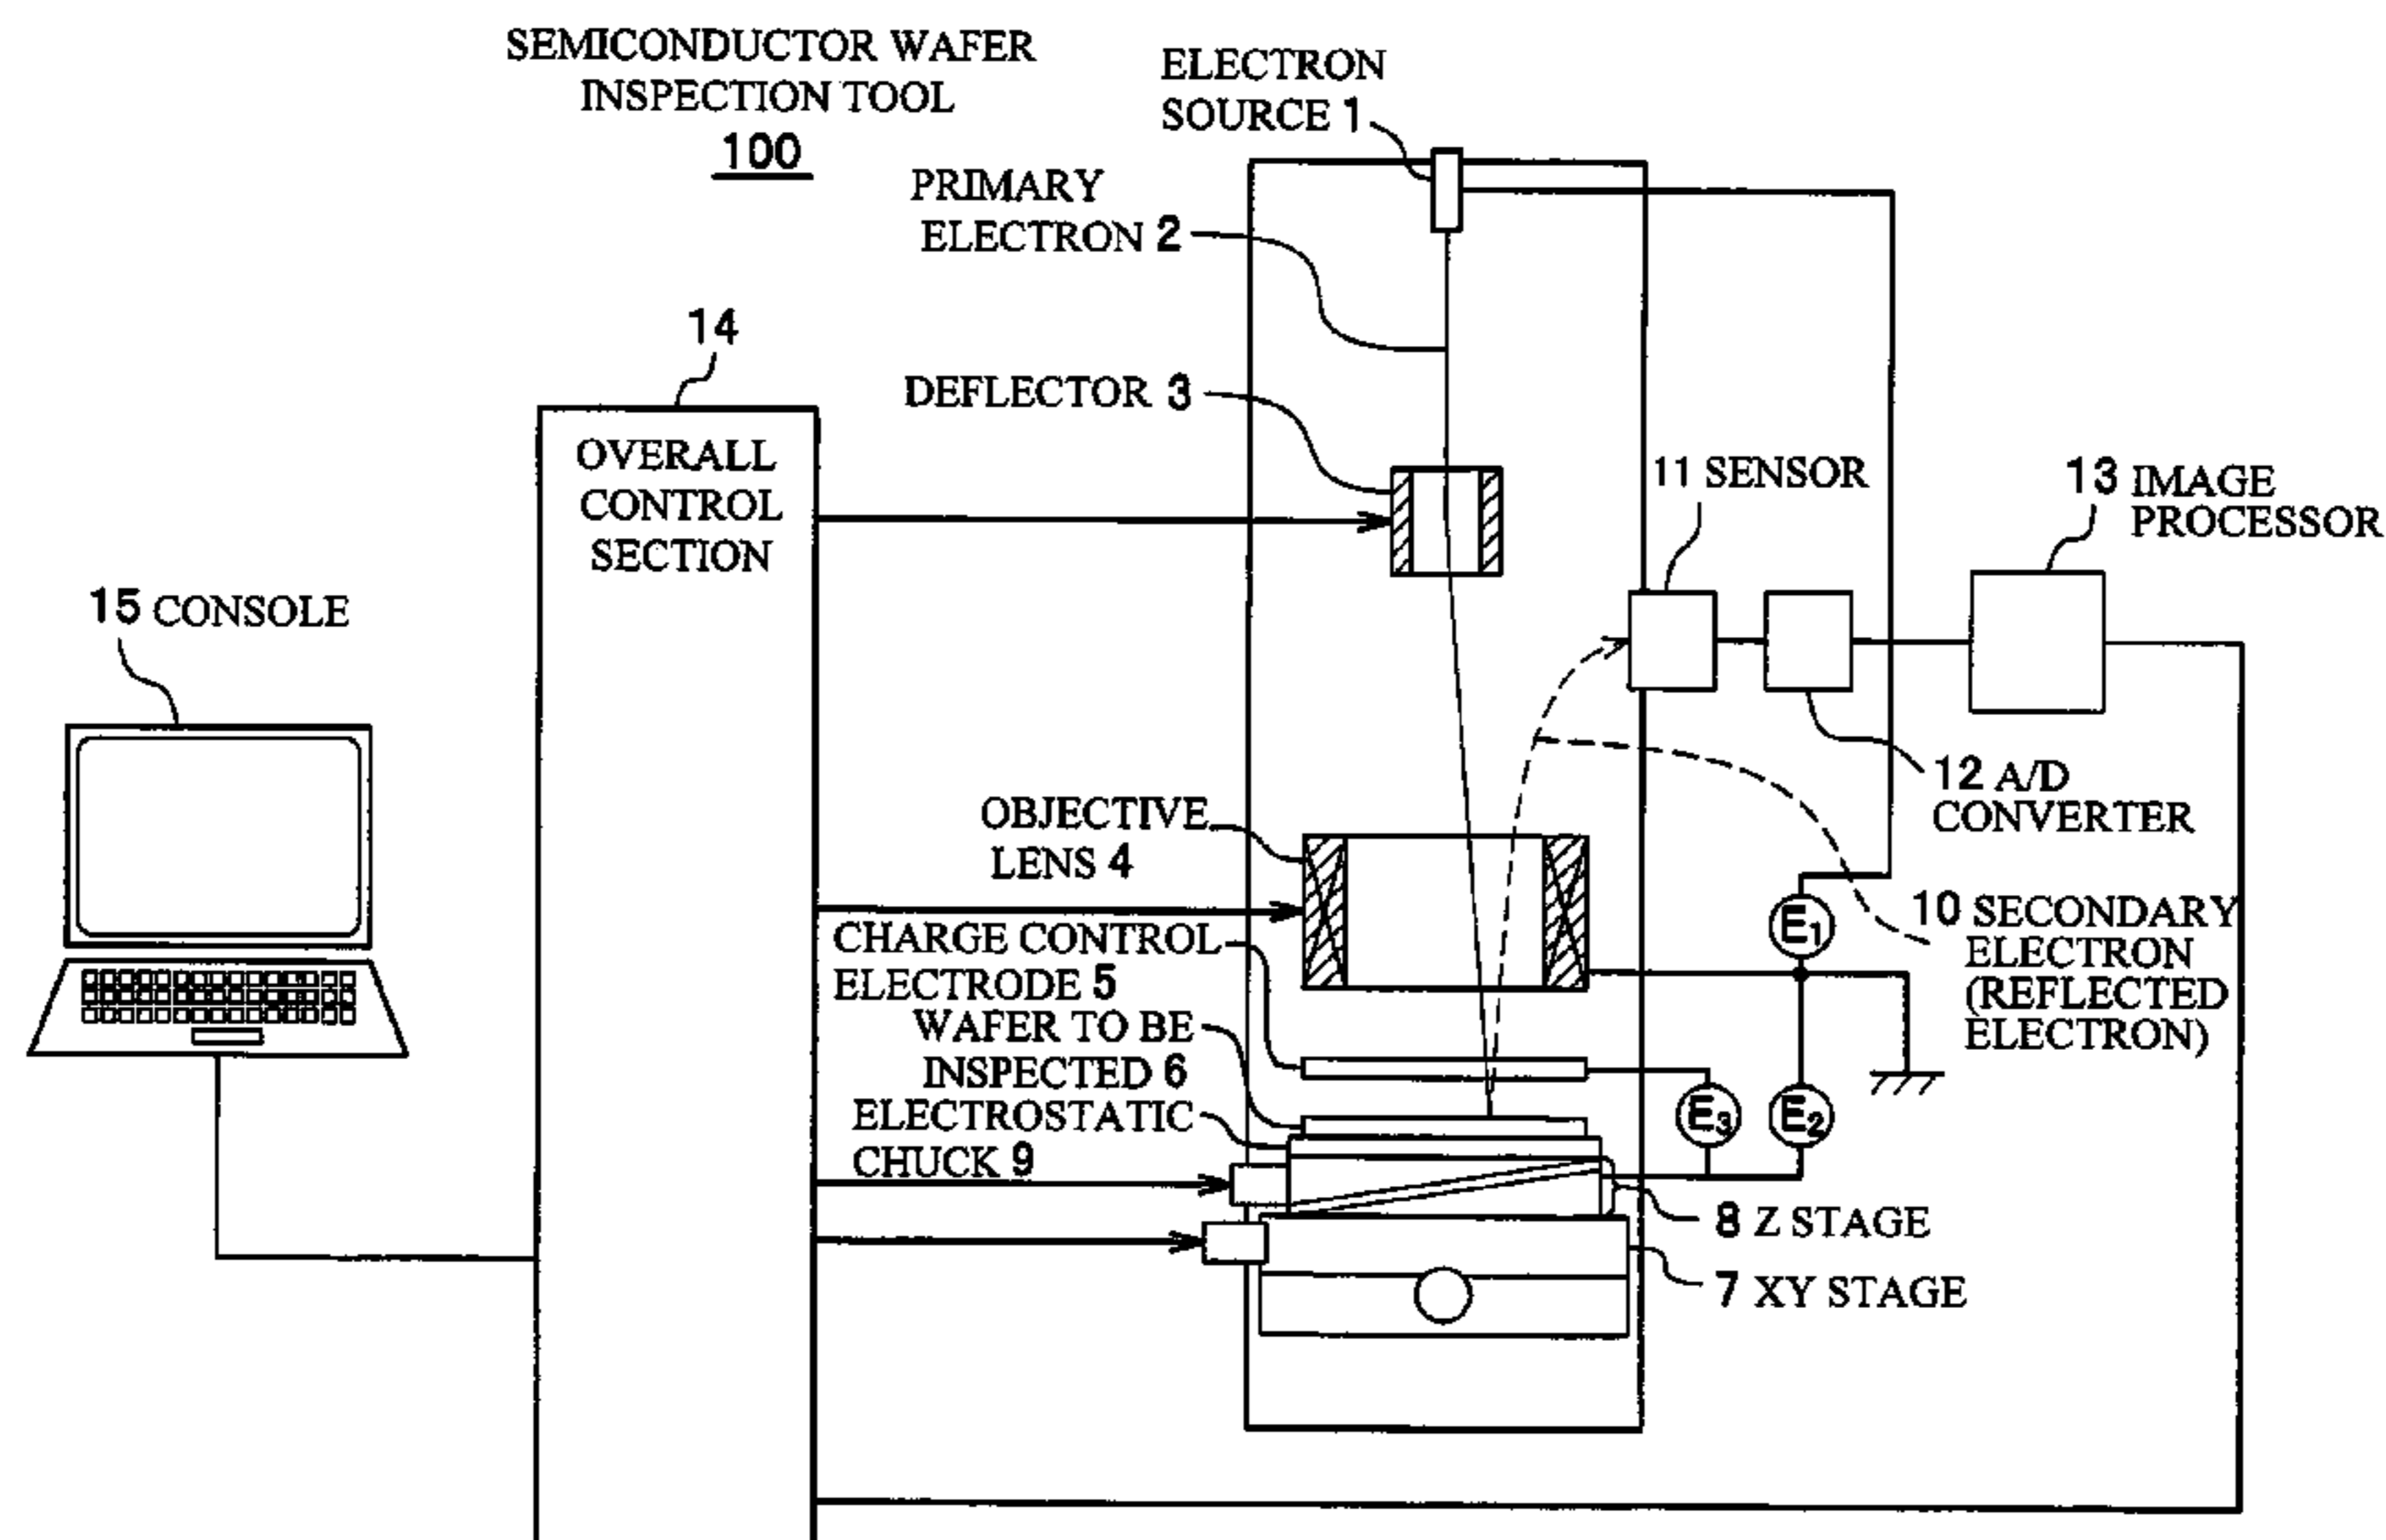 SEMICONDUCTOR WAFER
INSPECTION TOOL
100
ELECTRON
SOURCE 1
PRIMARY
ELECTRON 2
14
DEFLECTOR 3
OVERALL
CONTROL
SECTION
11 SENSOR
13 IMAGE
PROCESSOR
15 CONSOLE
12 A/D
CONVERTER
OBJECTIVE
LENS 4
E1
10 SECONDARY
ELECTRON
(REFLECTED
ELECTRON)
CHARGE CONTROL
ELECTRODE 5
WAFER TO BE
INSPECTED 6
E3
E2
ELECTROSTATIC
CHUCK 9
8 Z STAGE
7 XY STAGE